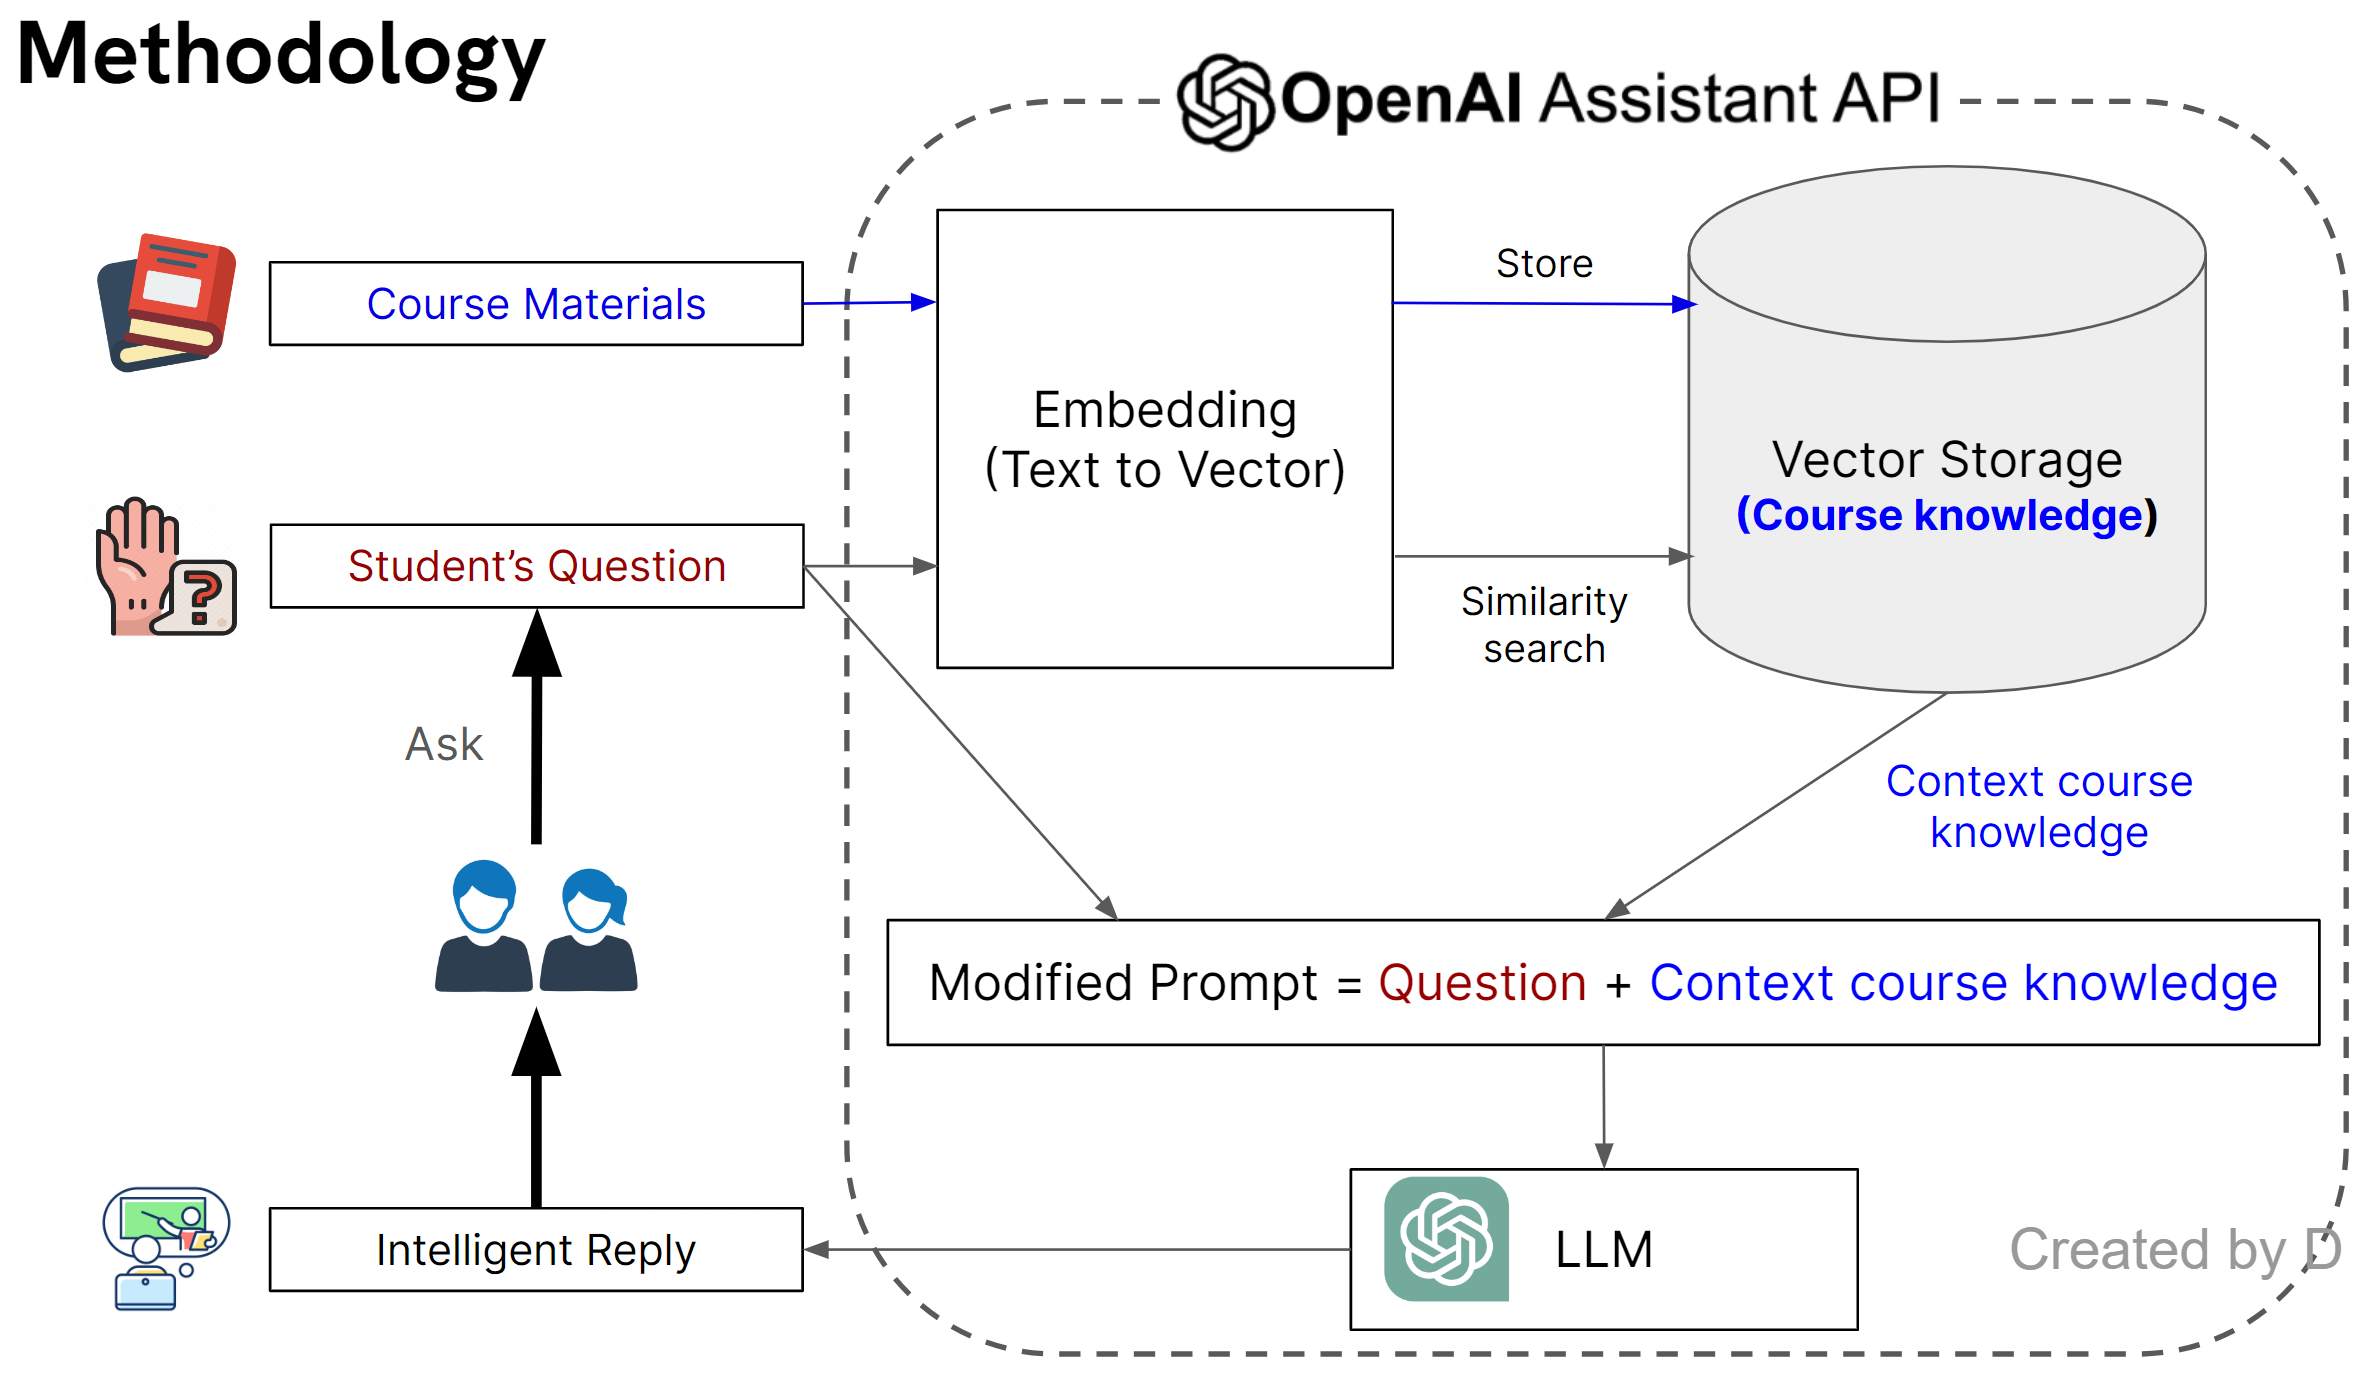 Methodology
OpenAI Assistant API
Course Materials
Store
Embedding
(Text to Vector)
Vector Storage
(Course knowledge)
Student’s Question
Similarity
search
Ask
Context course
knowledge
Modified Prompt = Question + Context course knowledge
Intelligent Reply
LLM
Created by D